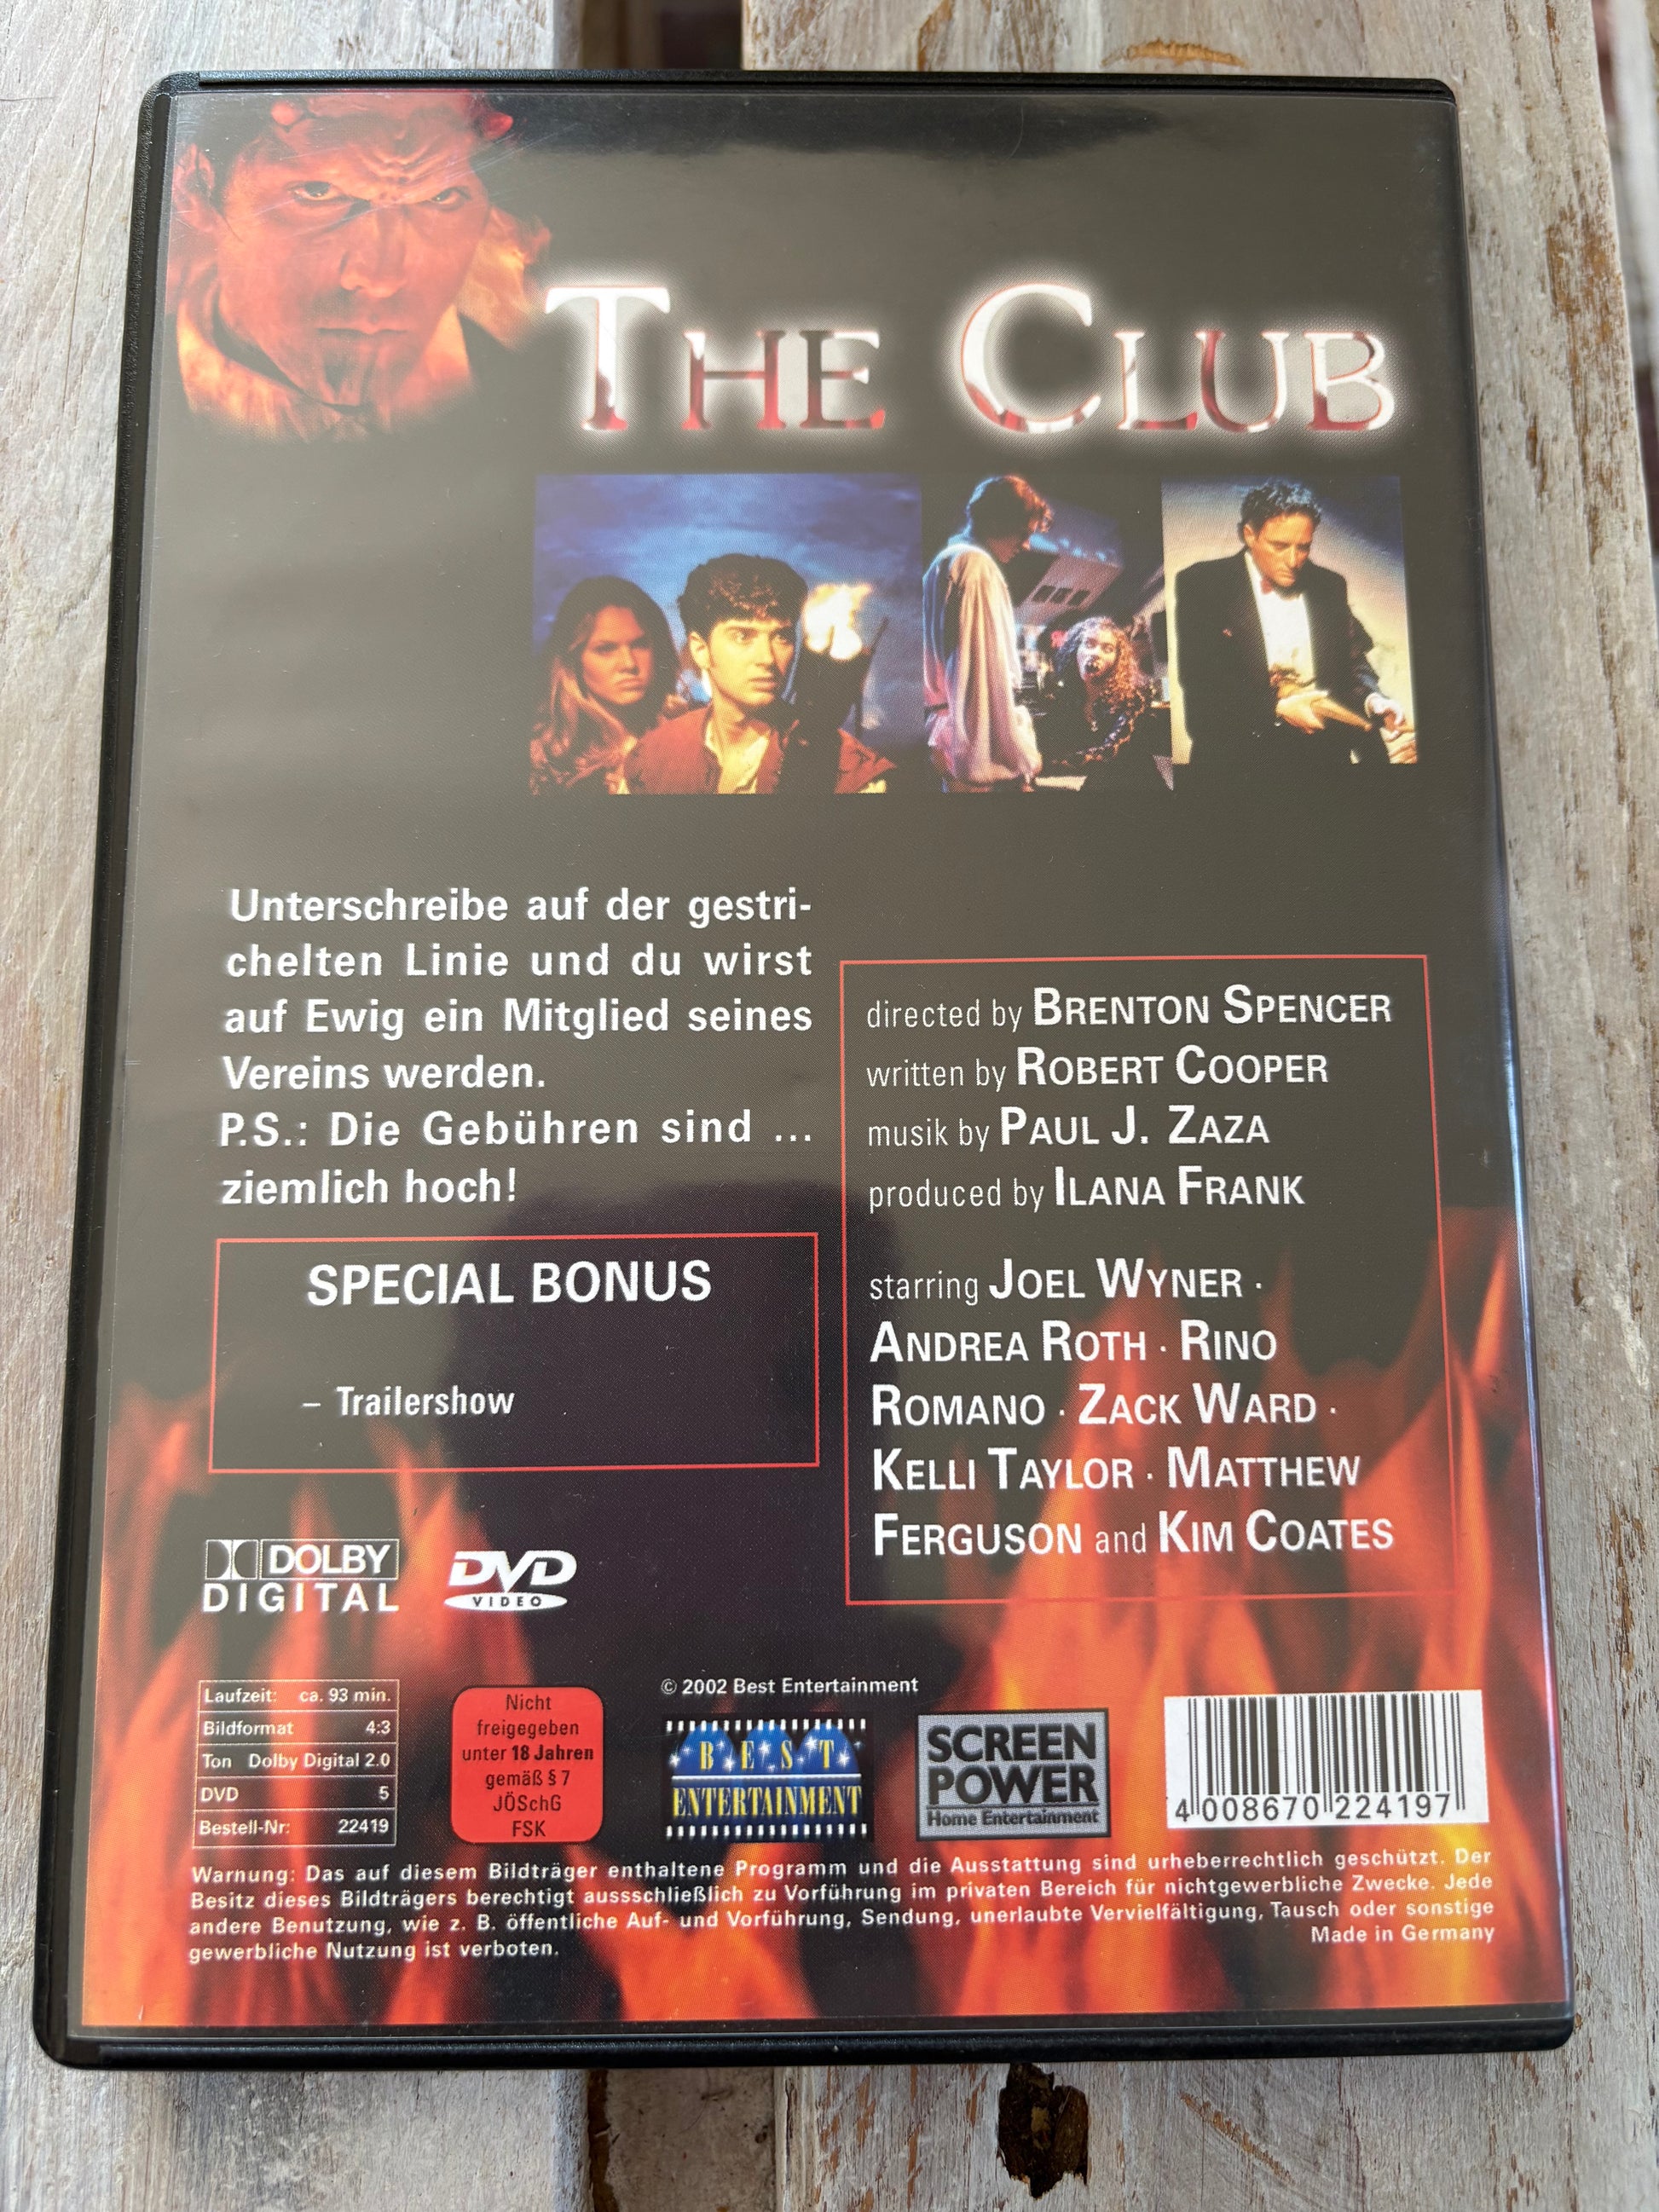 THE CLUB
Unterschreibe auf der gestri-
chelten Linie und du wirst
auf Ewig ein Mitglied seines
Vereins werden.
P.S.: Die Gebühren sind ...
ziemlich hoch!
SPECIAL BONUS
– Trailershow
directed by BRENTON SPENCER
written by ROBERT COOPER
musik by PAUL J. ZAZA
produced by ILANA FRANK
starring JOEL WYNER ·
ANDREA ROTH · RINO
ROMANO · ZACK WARD ·
KELLI TAYLOR · MATTHEW
FERGUSON and KIM COATES
DOLBY
DIGITAL
DVD
VIDEO
Laufzeit: ca. 93 min.
Bildformat 4:3
Ton Dolby Digital 2.0
DVD 5
Bestell-Nr: 22419
Nicht
freigegeben
unter 18 Jahren
gemäß § 7
JÖSchG
FSK
© 2002 Best Entertainment
BEST
ENTERTAINMENT
SCREEN
POWER
Home Entertainment
4 008670 224197
Warnung: Das auf diesem Bildträger enthaltene Programm und die Ausstattung sind urheberrechtlich geschützt. Der
Besitz dieses Bildträgers berechtigt aussschließlich zu Vorführung im privaten Bereich für nichtgewerbliche Zwecke. Jede
andere Benutzung, wie z. B. öffentliche Auf- und Vorführung, Sendung, unerlaubte Vervielfältigung, Tausch oder sonstige
gewerbliche Nutzung ist verboten.
Made in Germany